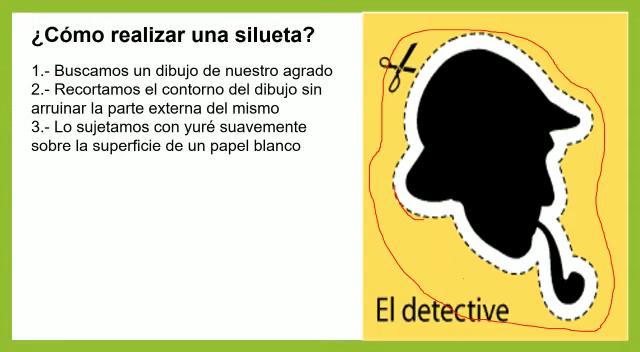 ¿Cómo realizar una silueta?
1.- Buscamos un dibujo de nuestro agrado
2.- Recortamos el contorno del dibujo sin
arruinar la parte externa del mismo
3.- Lo sujetamos con yuré suavemente
sobre la superficie de un papel blanco
El detective